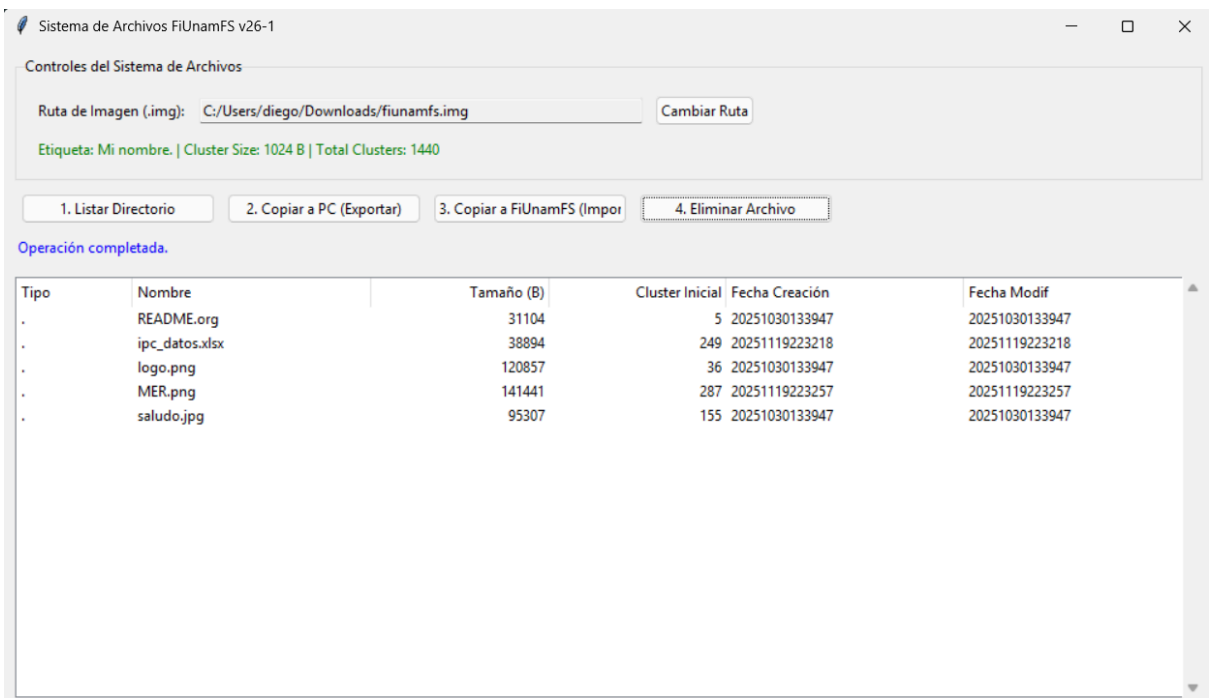 Sistema de Archivos FiUnamFS v26-1
Controles del Sistema de Archivos
Ruta de Imagen (.img): C:/Users/diego/Downloads/fiunamfs.img Cambiar Ruta
Etiqueta: Mi nombre. | Cluster Size: 1024 B | Total Clusters: 1440
1. Listar Directorio 2. Copiar a PC (Exportar) 3. Copiar a FiUnamFS (Impor 4. Eliminar Archivo
Operación completada.
Tipo Nombre Tamaño (B) Cluster Inicial Fecha Creación Fecha Modif
. README.org 31104 5 20251030133947 20251030133947
. ipc_datos.xlsx 38894 249 20251119223218 20251119223218
. logo.png 120857 36 20251030133947 20251030133947
. MER.png 141441 287 20251119223257 20251119223257
. saludo.jpg 95307 155 20251030133947 20251030133947